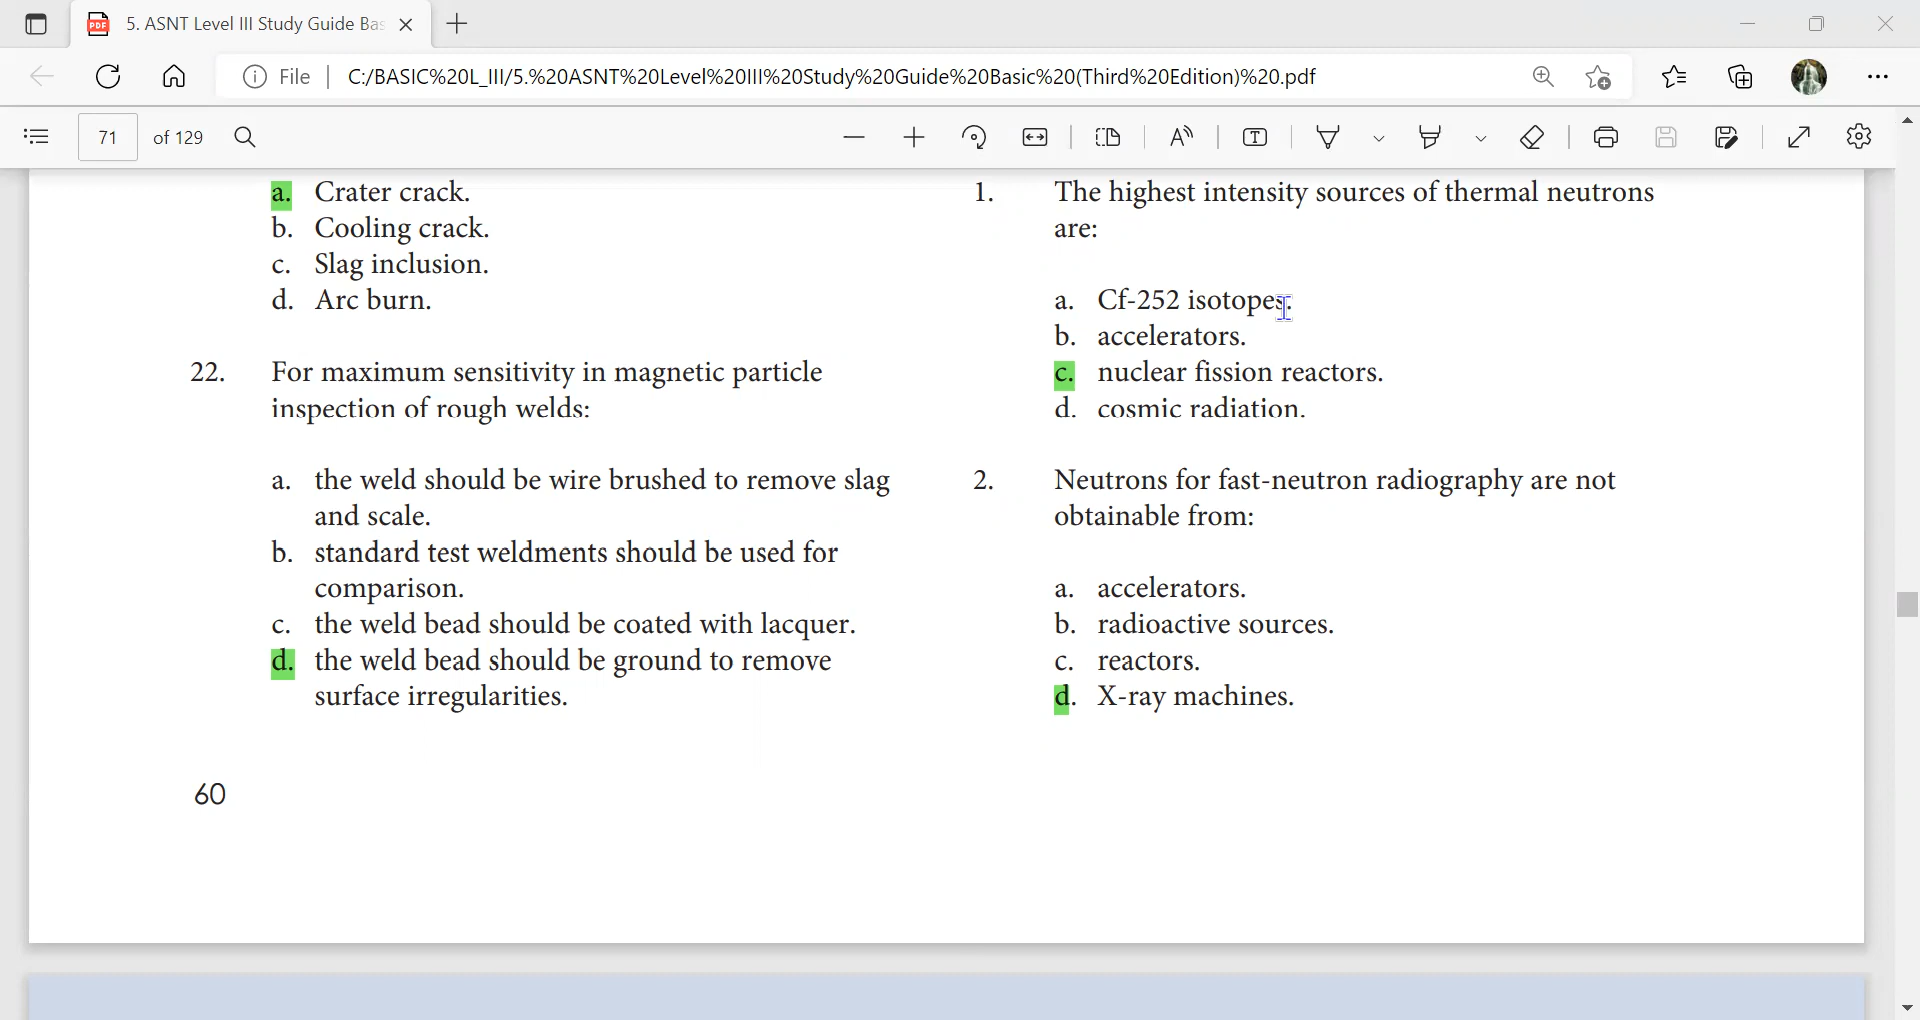 5. ASNT Level III Study Guide Bas
File
C:/BASIC%20L_III/5.%20ASNT%20Level%20III%20Study%20Guide%20Basic%20(Third%20Edition)%20.pdf
71 of 129
a. Crater crack.
b. Cooling crack.
c. Slag inclusion.
d. Arc burn.
22. For maximum sensitivity in magnetic particle
inspection of rough welds:
a. the weld should be wire brushed to remove slag
and scale.
b. standard test weldments should be used for
comparison.
c. the weld bead should be coated with lacquer.
d. the weld bead should be ground to remove
surface irregularities.
60
1. The highest intensity sources of thermal neutrons
are:
a. Cf-252 isotopes.
b. accelerators.
c. nuclear fission reactors.
d. cosmic radiation.
2. Neutrons for fast-neutron radiography are not
obtainable from:
a. accelerators.
b. radioactive sources.
c. reactors.
d. X-ray machines.